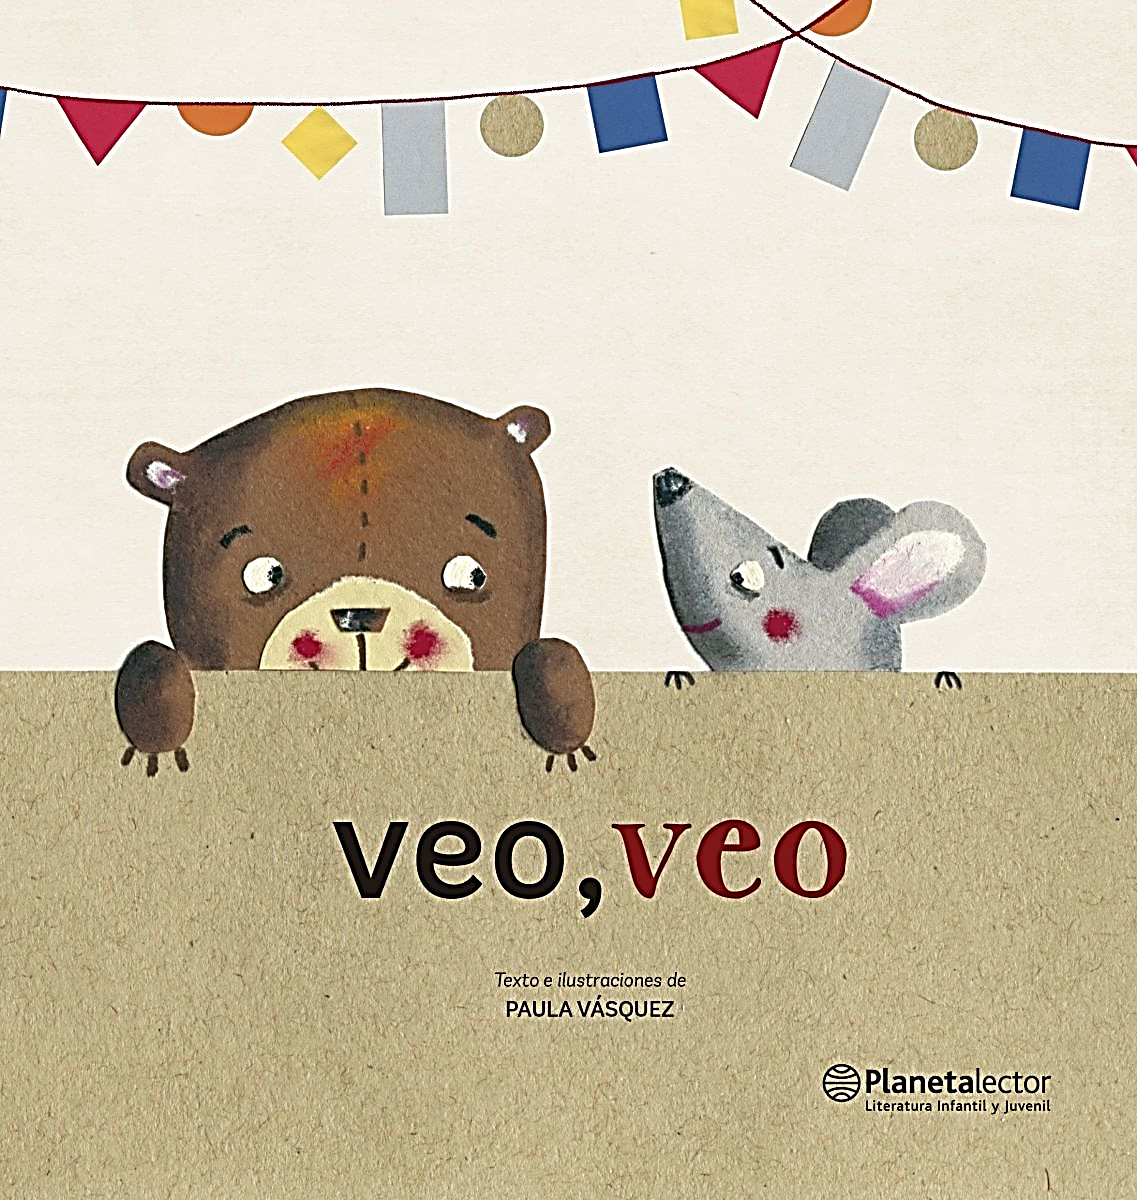 veo, veo
Texto e ilustraciones de
PAULA VÁSQUEZ
Planetalector
Literatura Infantil y Juvenil